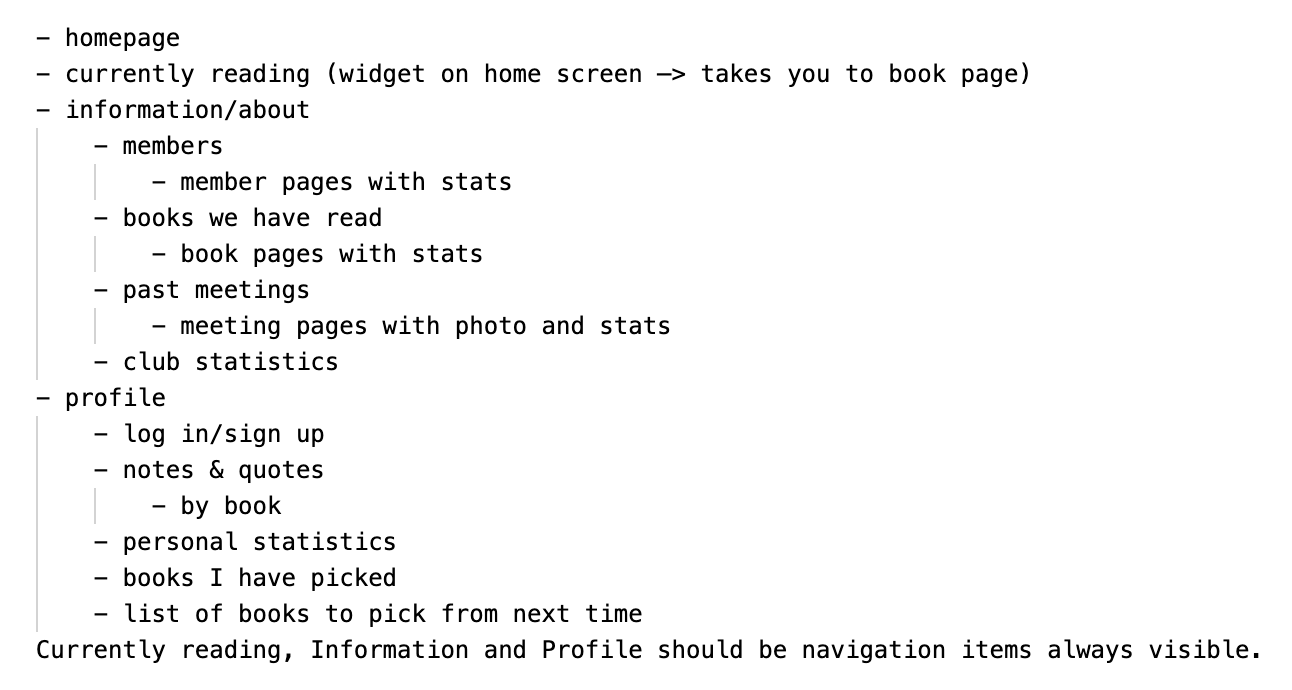 – homepage
– currently reading (widget on home screen —> takes you to book page)
– information/about
– members
– member pages with stats
– books we have read
– book pages with stats
– past meetings
– meeting pages with photo and stats
– club statistics
– profile
– log in/sign up
– notes & quotes
– by book
– personal statistics
– books I have picked
– list of books to pick from next time
Currently reading, Information and Profile should be navigation items always visible.